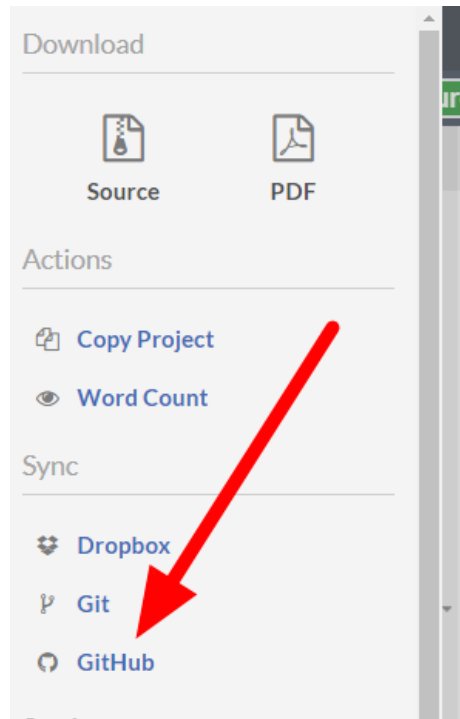 Download
Source PDF
Actions
Copy Project
Word Count
Sync
Dropbox
Git
GitHub